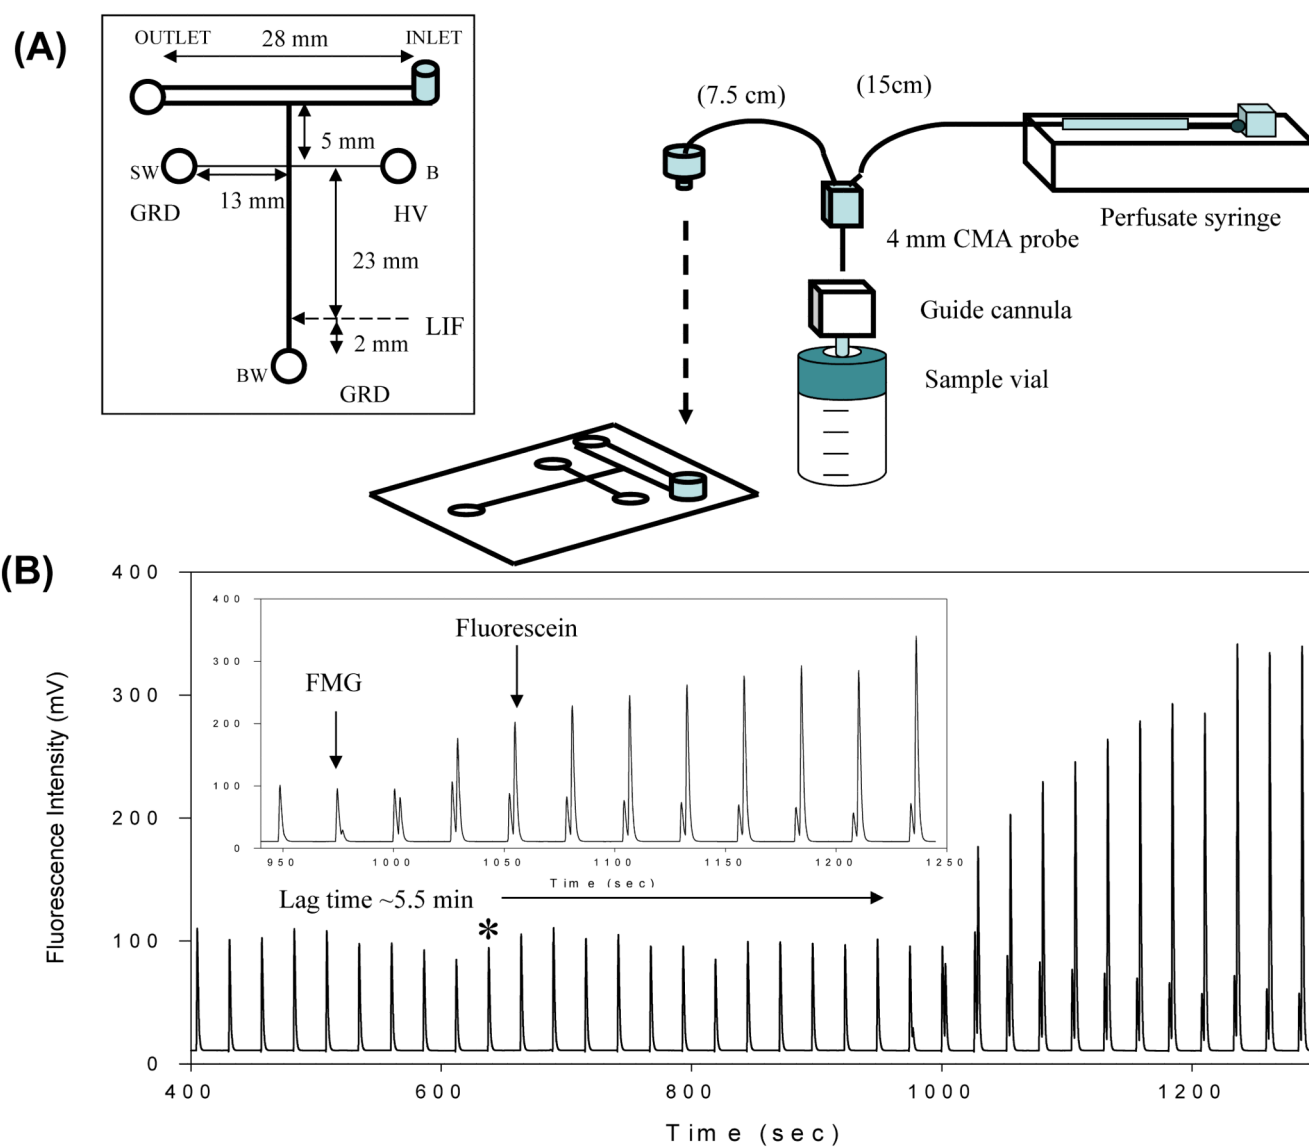 (A)
OUTLET
28 mm
INLET
5 mm
SW
B
13 mm
GRD
HV
23 mm
LIF
2 mm
BW
GRD
(7.5 cm)
(15cm)
Perfusate syringe
4 mm CMA probe
Guide cannula
Sample vial
(B)
400
300
200
100
0
Fluorescence Intensity (mV)
400
300
200
100
0
FMG
Fluorescein
950
1000
1050
1100
1150
1200
1250
Time (sec)
Lag time ~5.5 min
*
400
600
800
1000
1200
Time (sec)